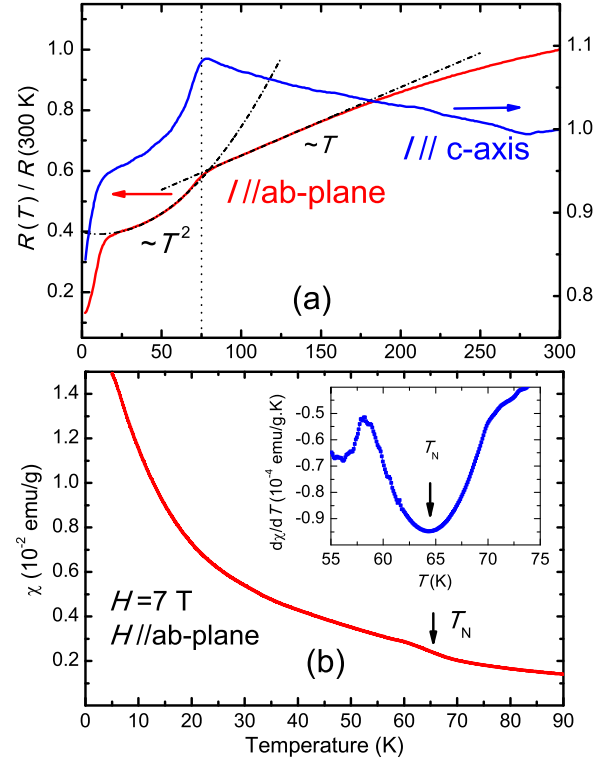 1.0
0.8
0.6
0.4
0.2
R(T) / R(300 K)
1.1
1.0
0.9
0.8
~T
I // c-axis
I //ab-plane
~T²
(a)
0 25 50 75 100 150 200 250 300
1.4
1.2
1.0
0.8
0.6
0.4
0.2
χ (10⁻² emu/g)
-0.5
-0.6
-0.7
-0.8
-0.9
dχ/dT (10⁻⁴ emu/g.K)
T_N
55 60 65 70 75
T(K)
H=7 T
H//ab-plane
T_N
(b)
0 10 20 30 40 50 60 70 80 90
Temperature (K)